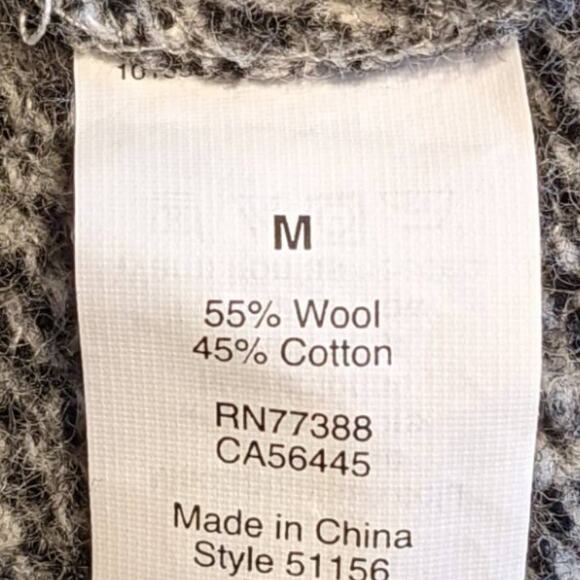 M
55% Wool
45% Cotton
RN77388
CA56445
Made in China
Style 51156